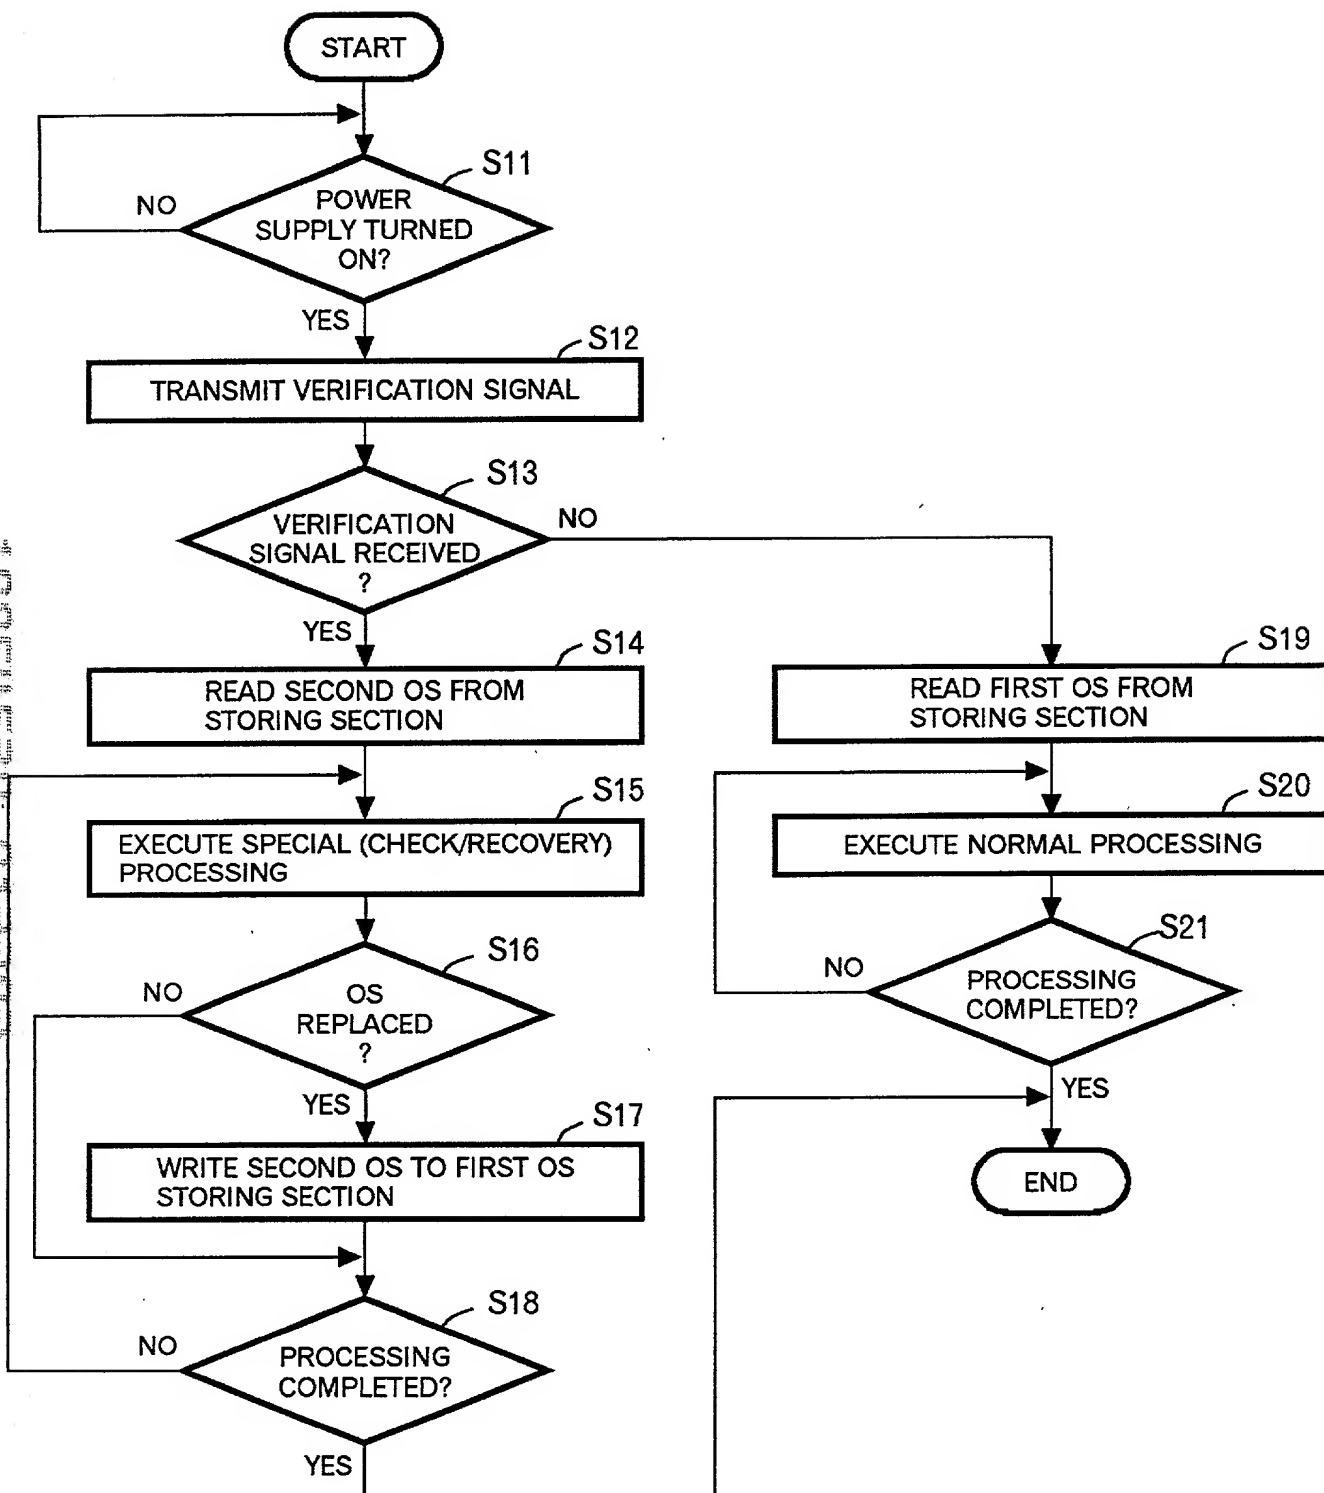 START
S11
NO
POWER
SUPPLY TURNED
ON?
YES
S12
TRANSMIT VERIFICATION SIGNAL
S13
NO
VERIFICATION
SIGNAL RECEIVED
?
YES
S14
READ SECOND OS FROM
STORING SECTION
S15
EXECUTE SPECIAL (CHECK/RECOVERY)
PROCESSING
S16
NO
OS
REPLACED
?
YES
S17
WRITE SECOND OS TO FIRST OS
STORING SECTION
S18
NO
PROCESSING
COMPLETED?
YES
S19
READ FIRST OS FROM
STORING SECTION
S20
EXECUTE NORMAL PROCESSING
S21
NO
PROCESSING
COMPLETED?
YES
END